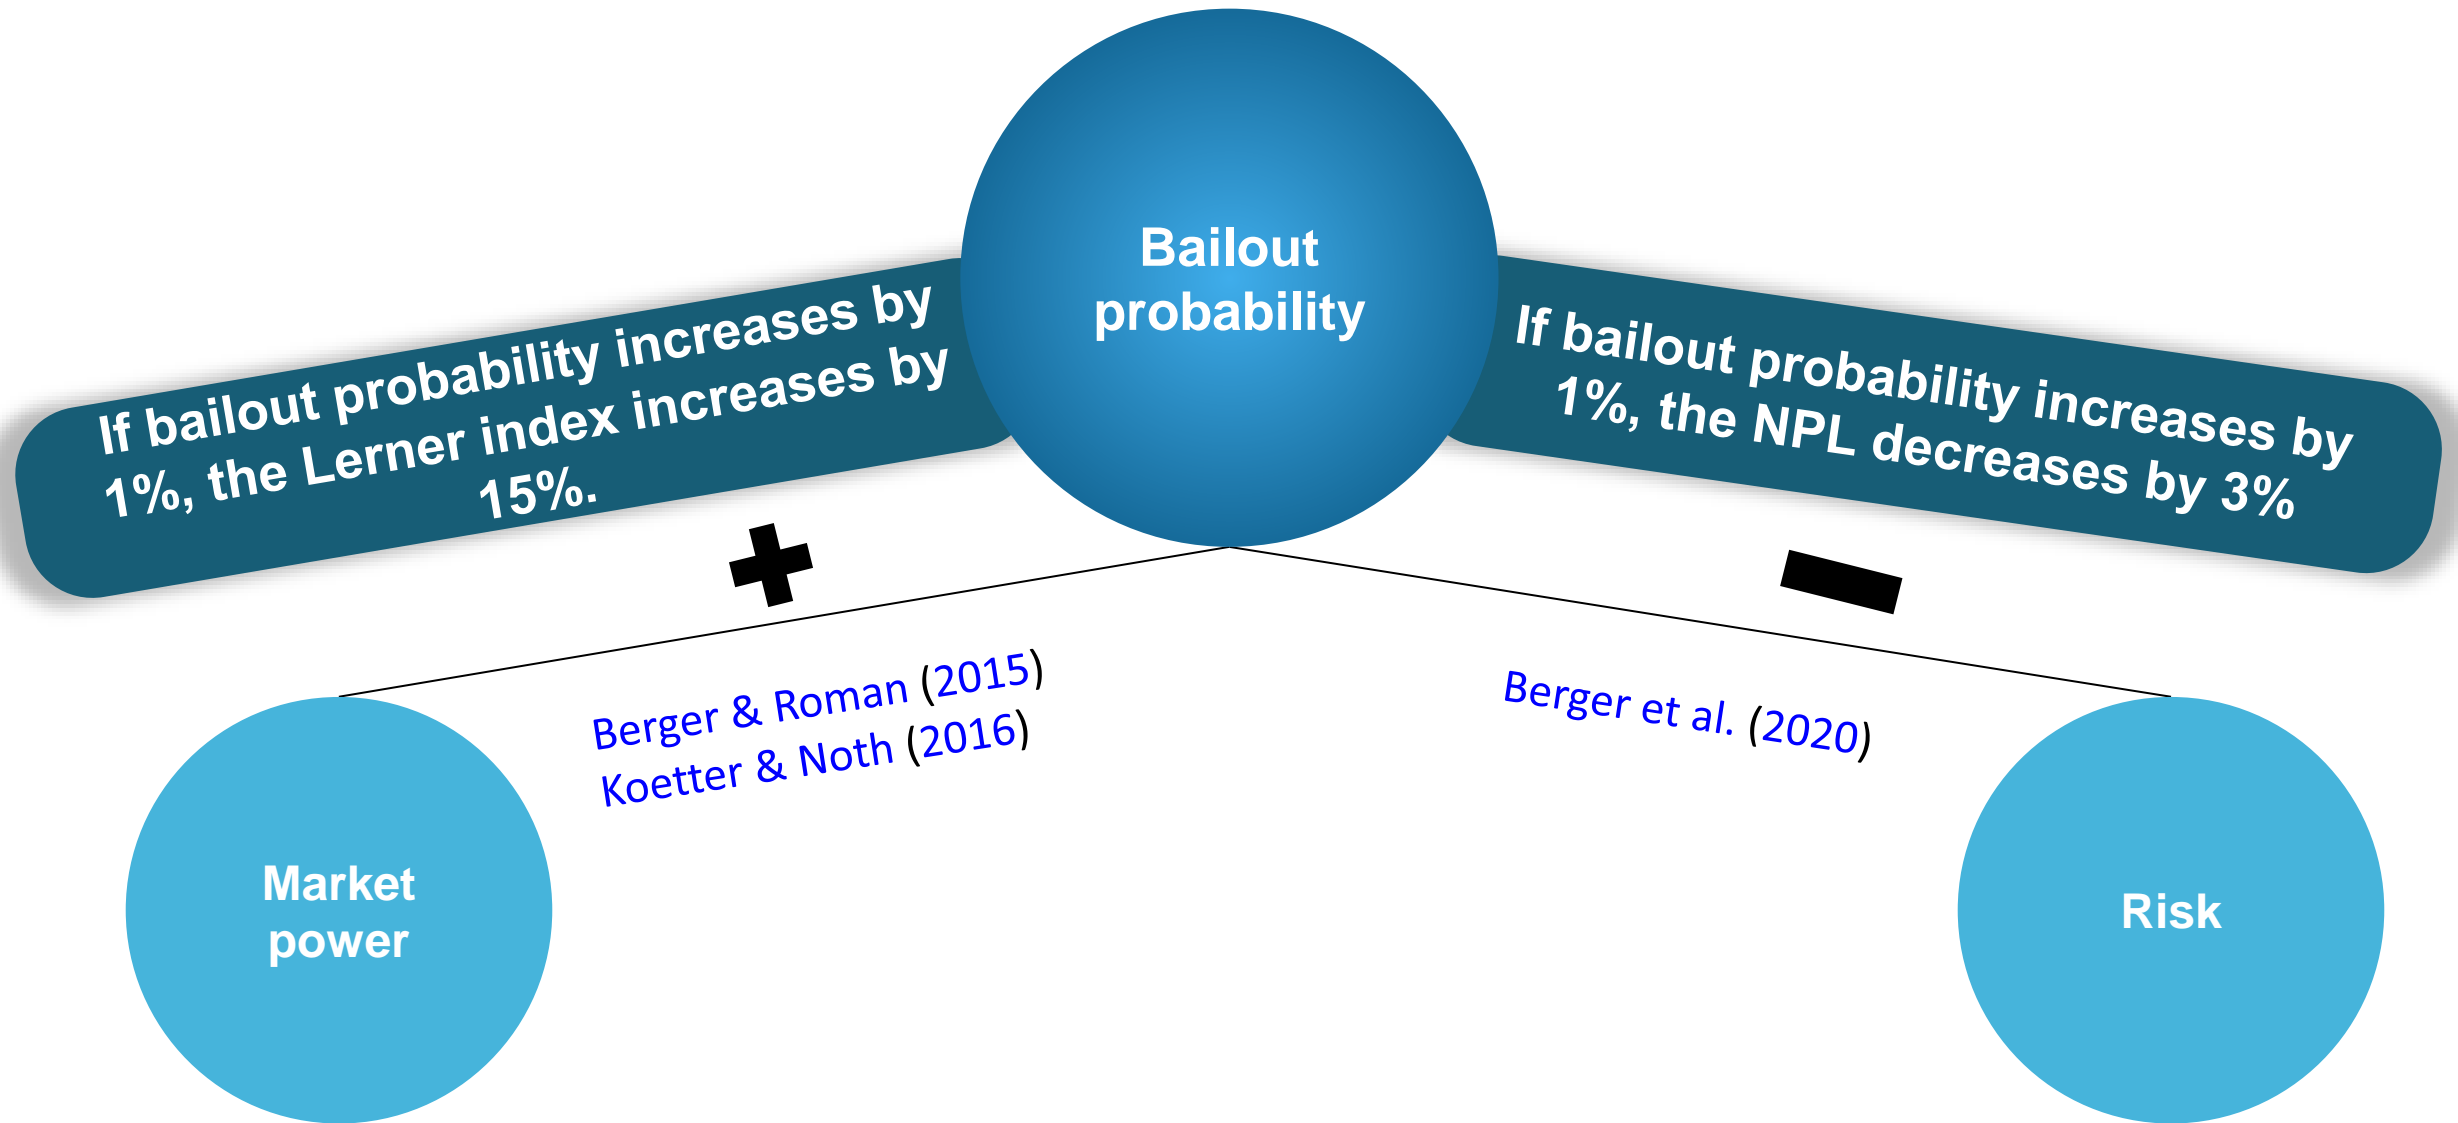 Bailout
probability
If bailout probability increases by
1%, the Lerner index increases by
15%.
If bailout probability increases by
1%, the NPL decreases by 3%
Berger & Roman (2015)
Koetter & Noth (2016)
Berger et al. (2020)
Market
power
Risk